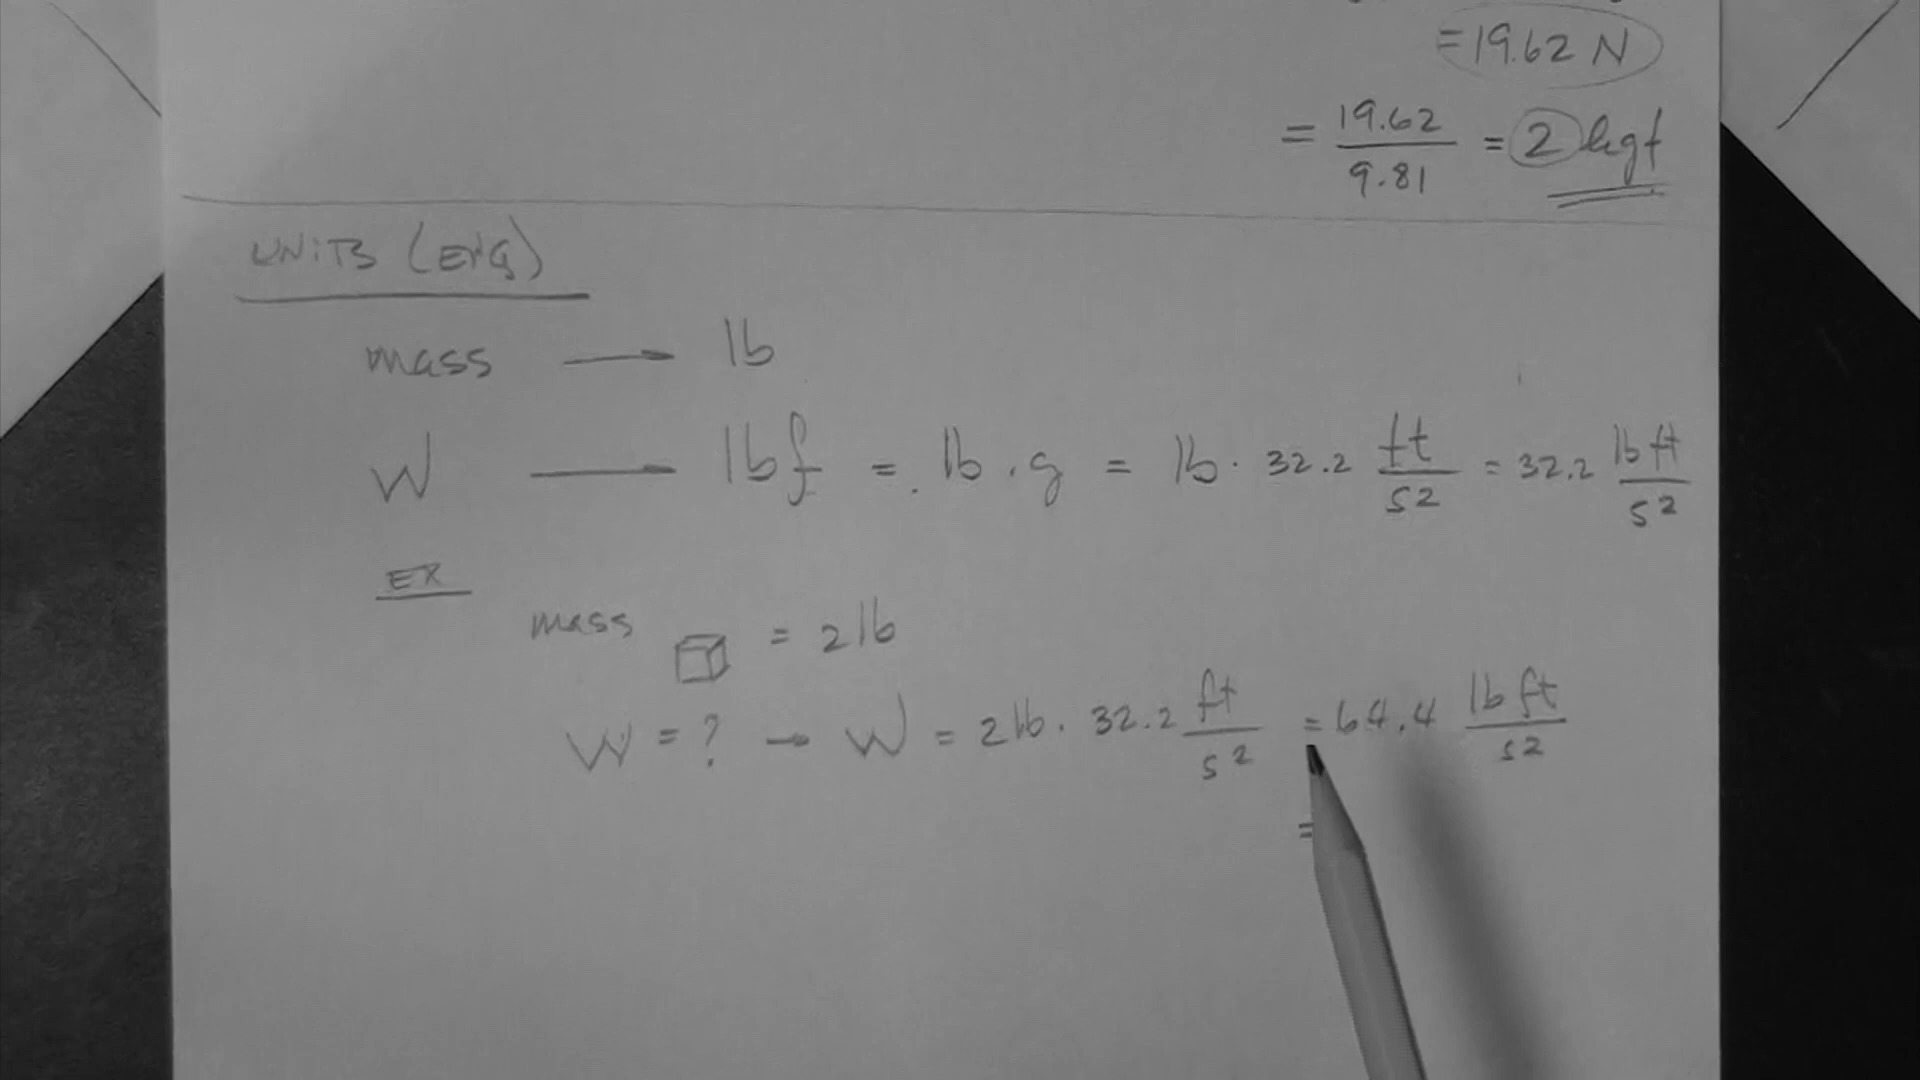 = 19.62 N
= 19.62 / 9.81 = 2 kgf
UNITS (ENG)
mass → lb
W → lbf = lb . g = lb . 32.2 ft/s2 = 32.2 lb ft/s2
EX
mass = 2 lb
W = ? → W = 2 lb . 32.2 ft/s2 = 64.4 lb ft/s2
=